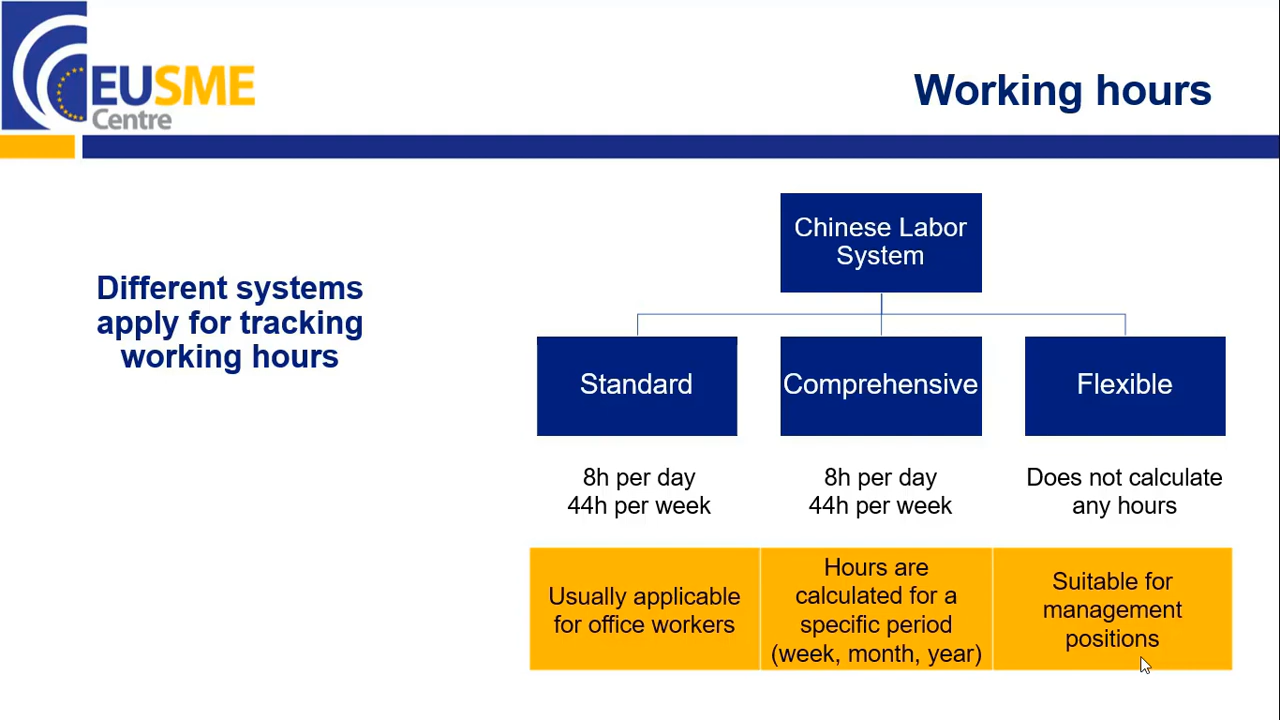 EUSME
Centre
Working hours
Different systems
apply for tracking
working hours
Chinese Labor
System
Standard
Comprehensive
Flexible
8h per day
44h per week
8h per day
44h per week
Does not calculate
any hours
Usually applicable
for office workers
Hours are
calculated for a
specific period
(week, month, year)
Suitable for
management
positions